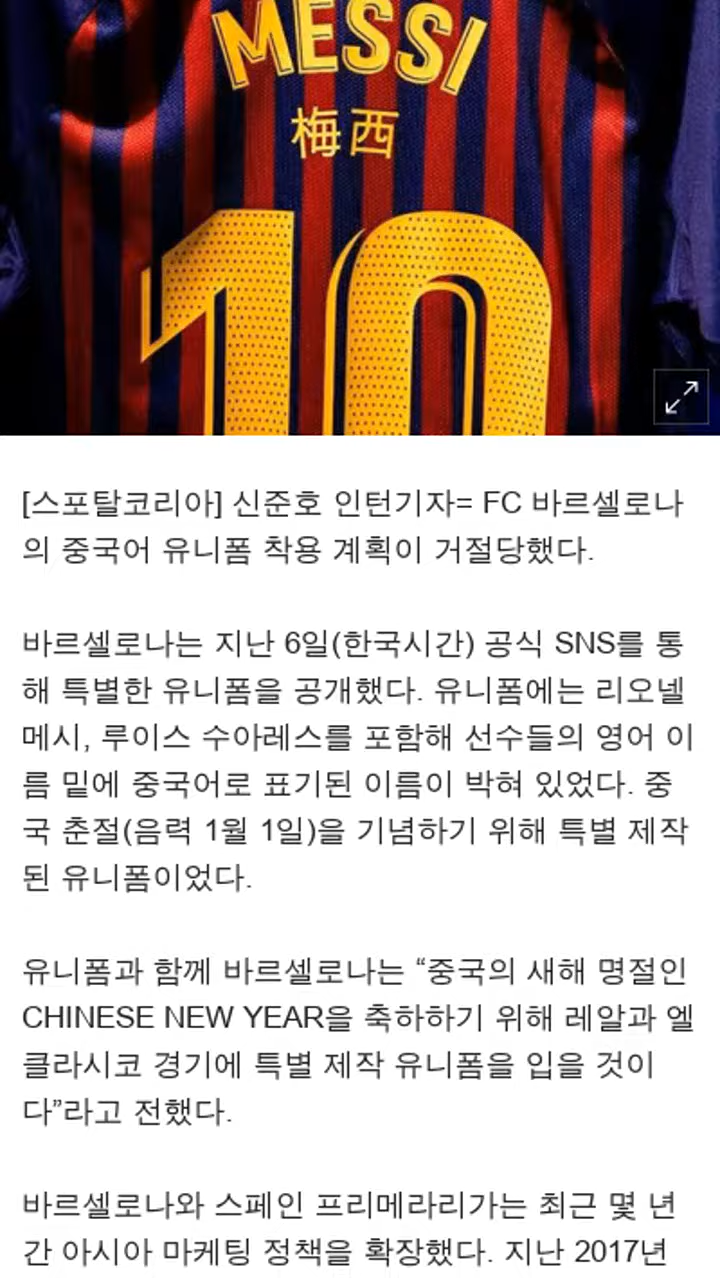 MESSI
梅西
10
[스포탈코리아] 신준호 인턴기자= FC 바르셀로나
의 중국어 유니폼 착용 계획이 거절당했다.
바르셀로나는 지난 6일(한국시간) 공식 SNS를 통
해 특별한 유니폼을 공개했다. 유니폼에는 리오넬
메시, 루이스 수아레스를 포함해 선수들의 영어 이
름 밑에 중국어로 표기된 이름이 박혀 있었다. 중
국 춘절(음력 1월 1일)을 기념하기 위해 특별 제작
된 유니폼이었다.
유니폼과 함께 바르셀로나는 “중국의 새해 명절인
CHINESE NEW YEAR을 축하하기 위해 레알과 엘
클라시코 경기에 특별 제작 유니폼을 입을 것이
다”라고 전했다.
바르셀로나와 스페인 프리메라리가는 최근 몇 년
간 아시아 마케팅 정책을 확장했다. 지난 2017년